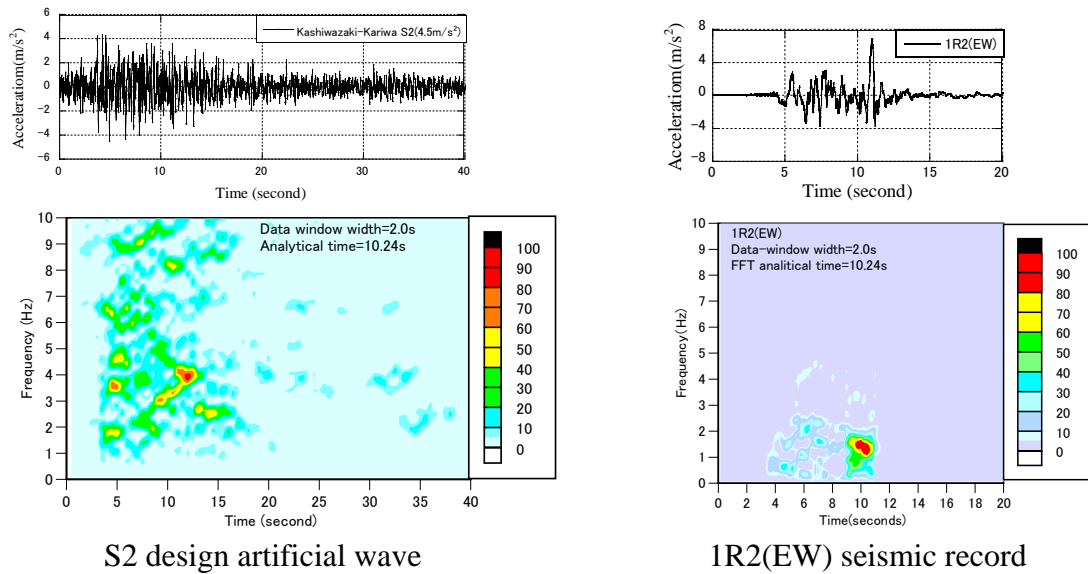 6
4
2
0
−2
−4
−6
Accelerationm(m/s²)
Kashiwazaki-Kariwa S2(4.5m/s²)
0 10 20 30 40
Time (second)
8
4
0
−4
−8
Accelerationm(m/s²)
1R2(EW)
0 5 10 15 20
Time (second)
10
9
8
7
6
5
4
3
2
1
0
Frequency (Hz)
Data window width=2.0s
Analytical time=10.24s
0 5 10 15 20 25 30 35 40
Time (second)
100
90
80
70
60
50
40
30
20
10
0
10
9
8
7
6
5
4
3
2
1
0
Frequency(Hz)
1R2(EW)
Data-window width=2.0s
FFT analitical time=10.24s
0 2 4 6 8 10 12 14 16 18 20
Time(seconds)
100
90
80
70
60
50
40
30
20
10
0
S2 design artificial wave
1R2(EW) seismic record